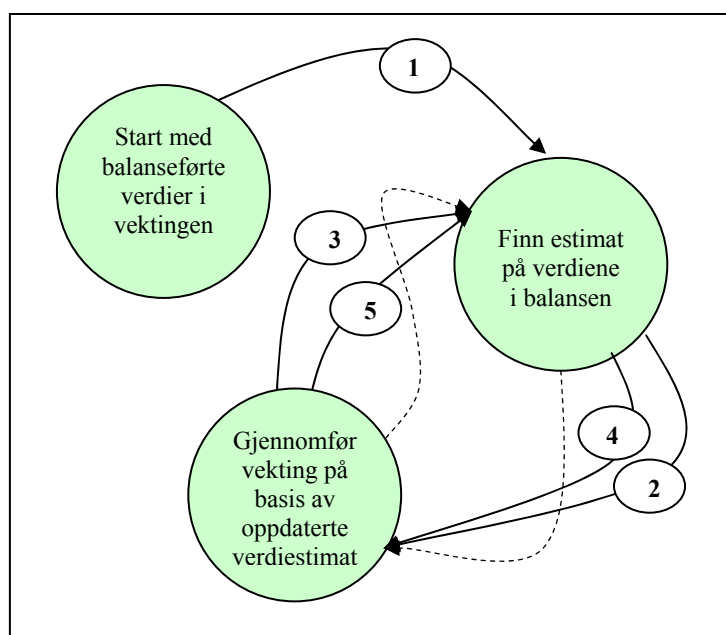 1
Start med
balanseførte
verdier i
vektingen
Finn estimat
på verdiene
i balansen
3
5
4
2
Gjennomfør
vekting på
basis av
oppdaterte
verdiestimat